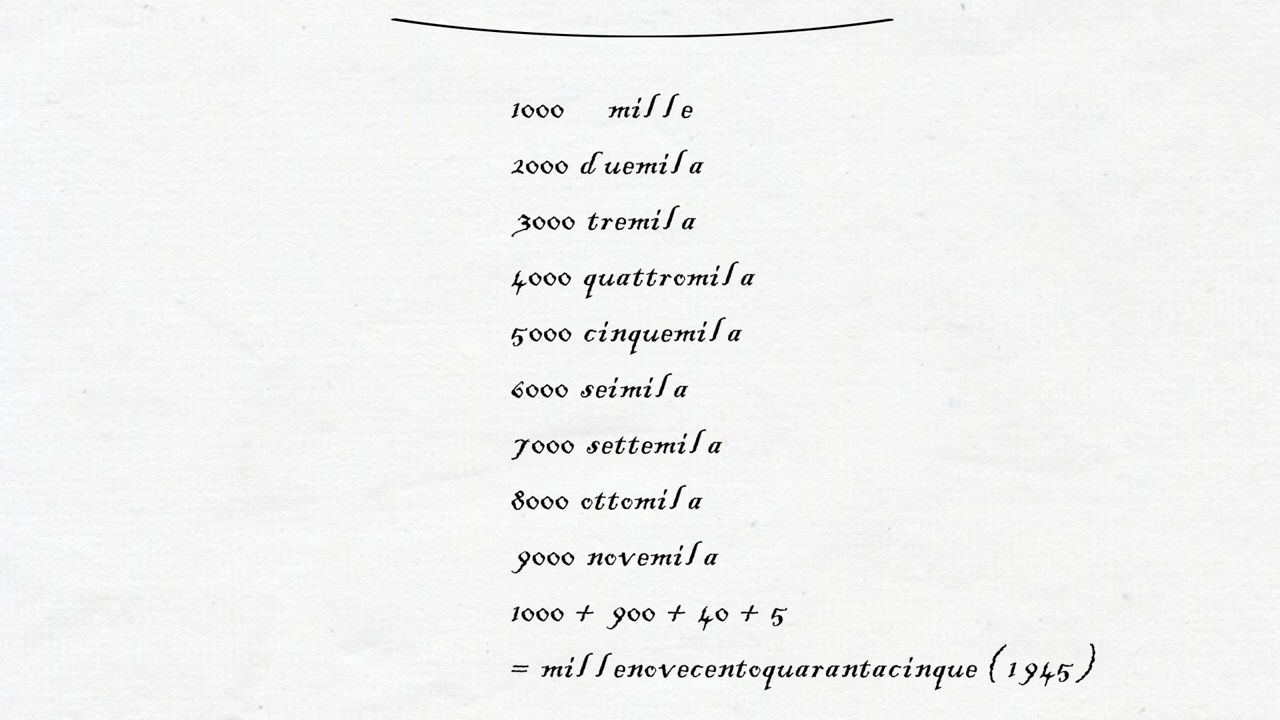 1000 mille
2000 duemila
3000 tremila
4000 quattromila
5000 cinquemila
6000 seimila
7000 settemila
8000 ottomila
9000 novemila
1000 + 900 + 40 + 5
= millenovecentoquarantacinque (1945)